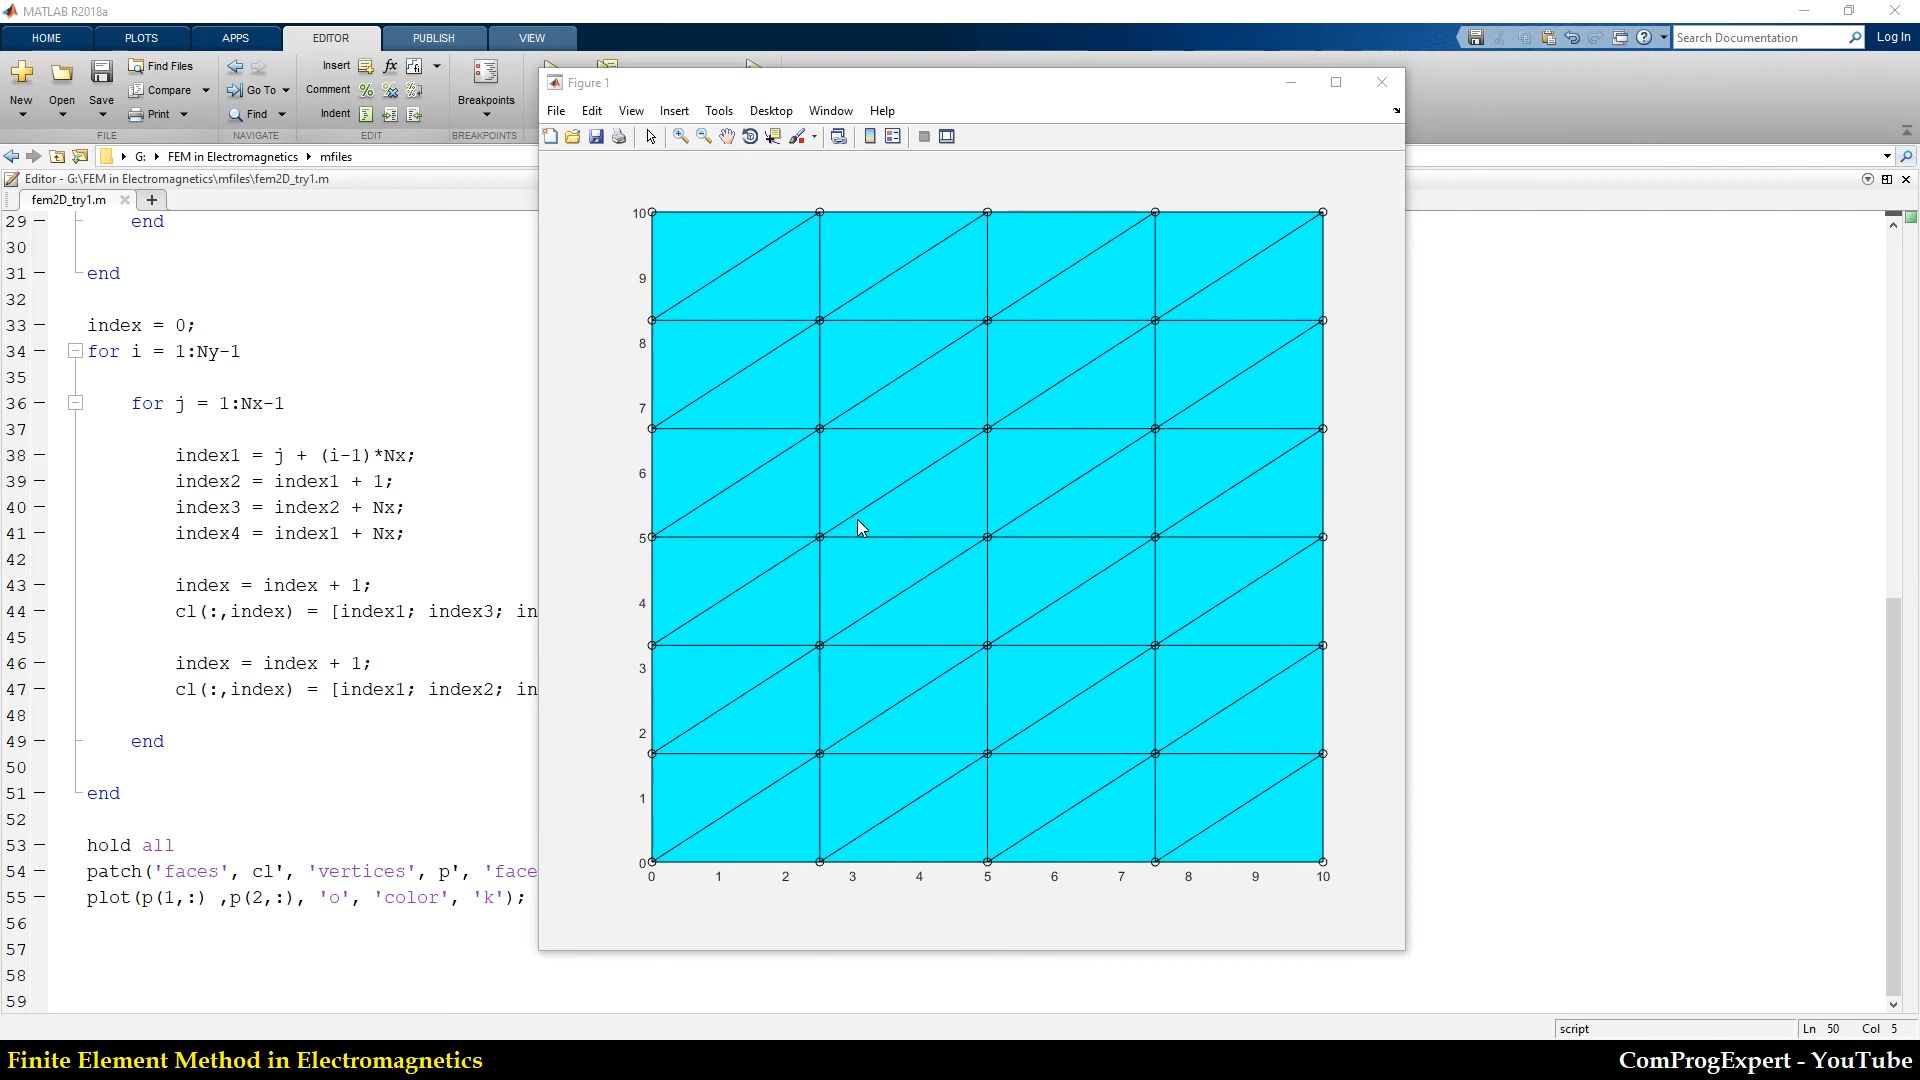 MATLAB R2018a
HOME PLOTS APPS EDITOR PUBLISH VIEW
Search Documentation Log In
New Open Save Find Files Compare Print
Go To Find
Insert fx
Comment
Indent
Breakpoints
FILE NAVIGATE EDIT BREAKPOINTS
G: FEM in Electromagnetics mfiles
Editor - G:\FEM in Electromagnetics\mfiles\fem2D_try1.m
fem2D_try1.m
29 end
30
31 end
32
33 index = 0;
34 for i = 1:Ny-1
35
36 for j = 1:Nx-1
37
38 index1 = j + (i-1)*Nx;
39 index2 = index1 + 1;
40 index3 = index2 + Nx;
41 index4 = index1 + Nx;
42
43 index = index + 1;
44 cl(:,index) = [index1; index3; in
45
46 index = index + 1;
47 cl(:,index) = [index1; index2; in
48
49 end
50
51 end
52
53 hold all
54 patch('faces', cl', 'vertices', p', 'face
55 plot(p(1,:) ,p(2,:), 'o', 'color', 'k');
56
57
58
59
Figure 1
File Edit View Insert Tools Desktop Window Help
10
9
8
7
6
5
4
3
2
1
0
0 1 2 3 4 5 6 7 8 9 10
script Ln 50 Col 5
Finite Element Method in Electromagnetics
ComProgExpert - YouTube